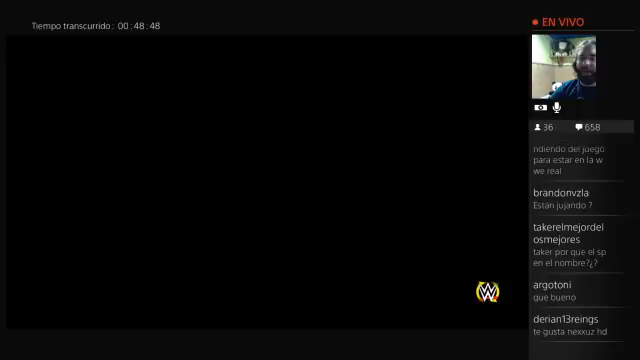 Tiempo transcurrido: 00:48:48
EN VIVO
36 658
ndiendo del juego
para estar en la w
we real
brandonvzla
Están jujando ?
takerelmejordel
osmejores
taker por que el sp
en el nombre?¿?
argotoni
que bueno
derian13reings
te gusta nexxuz hd
W